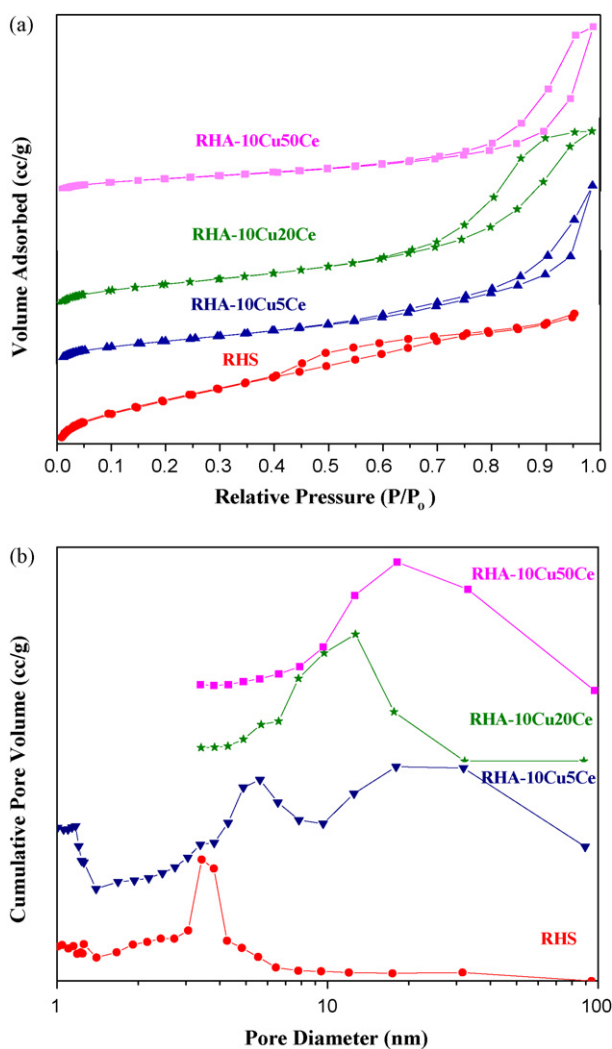 (a)
RHA-10Cu50Ce
RHA-10Cu20Ce
RHA-10Cu5Ce
RHS
Volume Adsorbed (cc/g)
0.0 0.1 0.2 0.3 0.4 0.5 0.6 0.7 0.8 0.9 1.0
Relative Pressure (P/Po)
(b)
RHA-10Cu50Ce
RHA-10Cu20Ce
RHA-10Cu5Ce
RHS
Cumulative Pore Volume (cc/g)
1 10 100
Pore Diameter (nm)